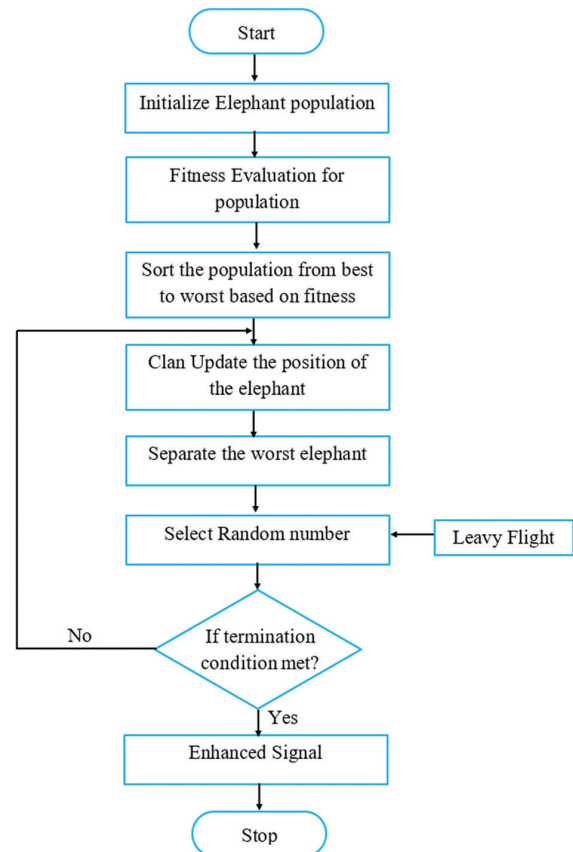 Start
Initialize Elephant population
Fitness Evaluation for
population
Sort the population from best
to worst based on fitness
Clan Update the position of
the elephant
Separate the worst elephant
Select Random number
Leavy Flight
If termination
condition met?
No
Yes
Enhanced Signal
Stop